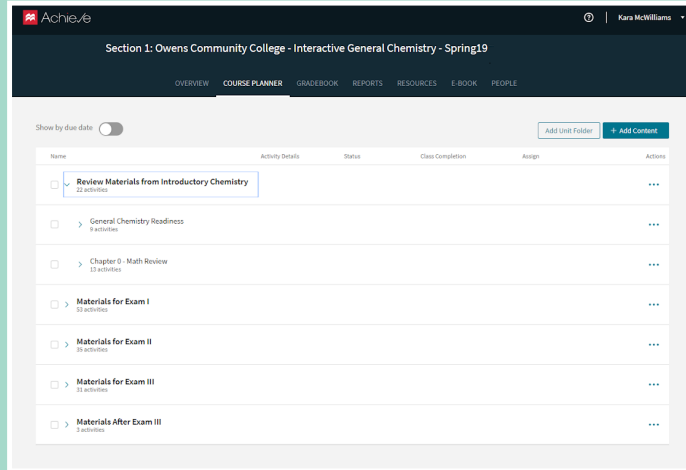 Achieve
Kara McWilliams
Section 1: Owens Community College - Interactive General Chemistry - Spring19
OVERVIEW COURSE PLANNER GRADEBOOK REPORTS RESOURCES E-BOOK PEOPLE
Show by due date
Add Unit Folder + Add Content
Name Activity Details Status Class Completion Assign Actions
Review Materials from Introductory Chemistry
22 activities
General Chemistry Readiness
9 activities
Chapter 0 - Math Review
13 activities
Materials for Exam I
53 activities
Materials for Exam II
35 activities
Materials for Exam III
31 activities
Materials After Exam III
3 activities